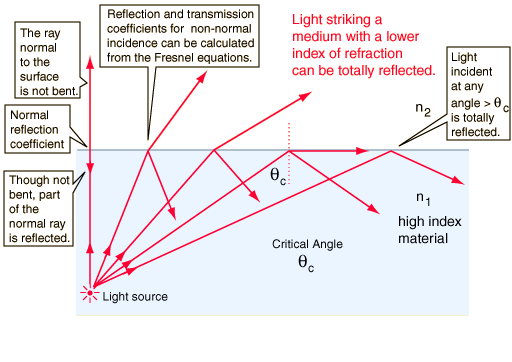 The ray
normal
to the
surface
is not bent.
Reflection and transmission
coefficients for  non-normal
incidence can be calculated
from the Fresnel equations.
Light striking a
medium with a lower
index of refraction
can be totally reflected.
Light
incident
at any
angle > θc
is totally
reflected.
n2
Normal
reflection
coefficient
Though not
bent, part
of the
normal ray
is reflected.
θc
n1
high index
material
Critical Angle
θc
Light source